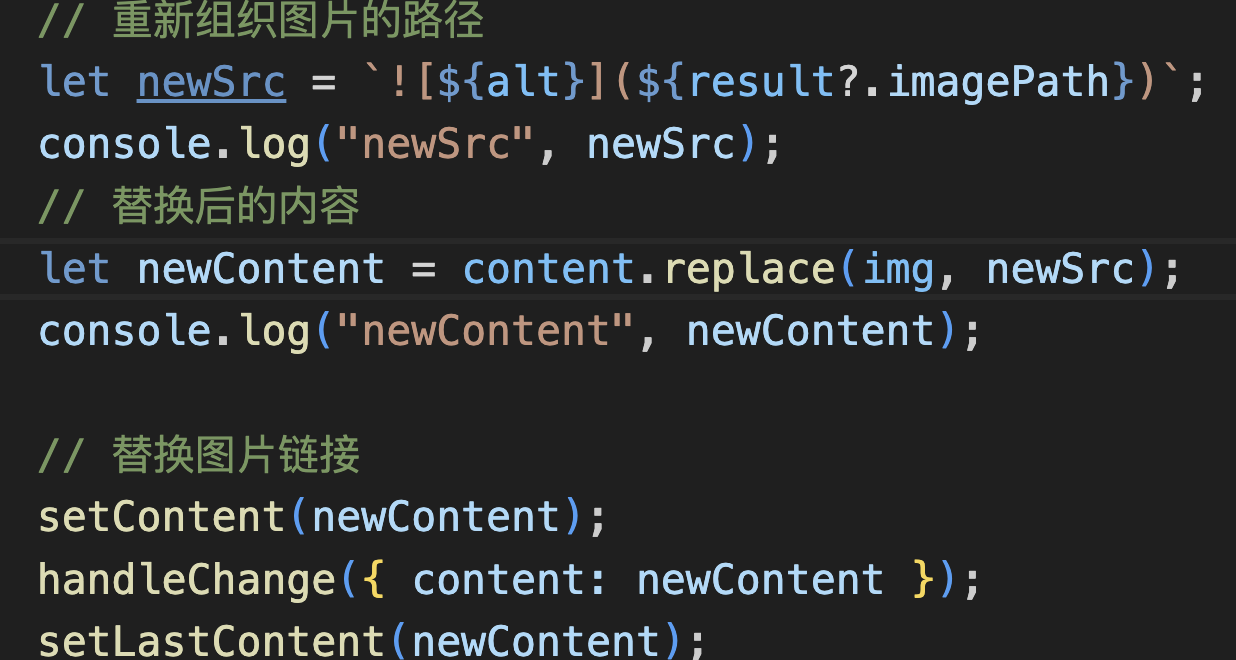 // 重新组织图片的路径
let newSrc = `![${alt}](${result?.imagePath})`;
console.log("newSrc", newSrc);
// 替换后的内容
let newContent = content.replace(img, newSrc);
console.log("newContent", newContent);
// 替换图片链接
setContent(newContent);
handleChange({ content: newContent });
setLastContent(newContent);